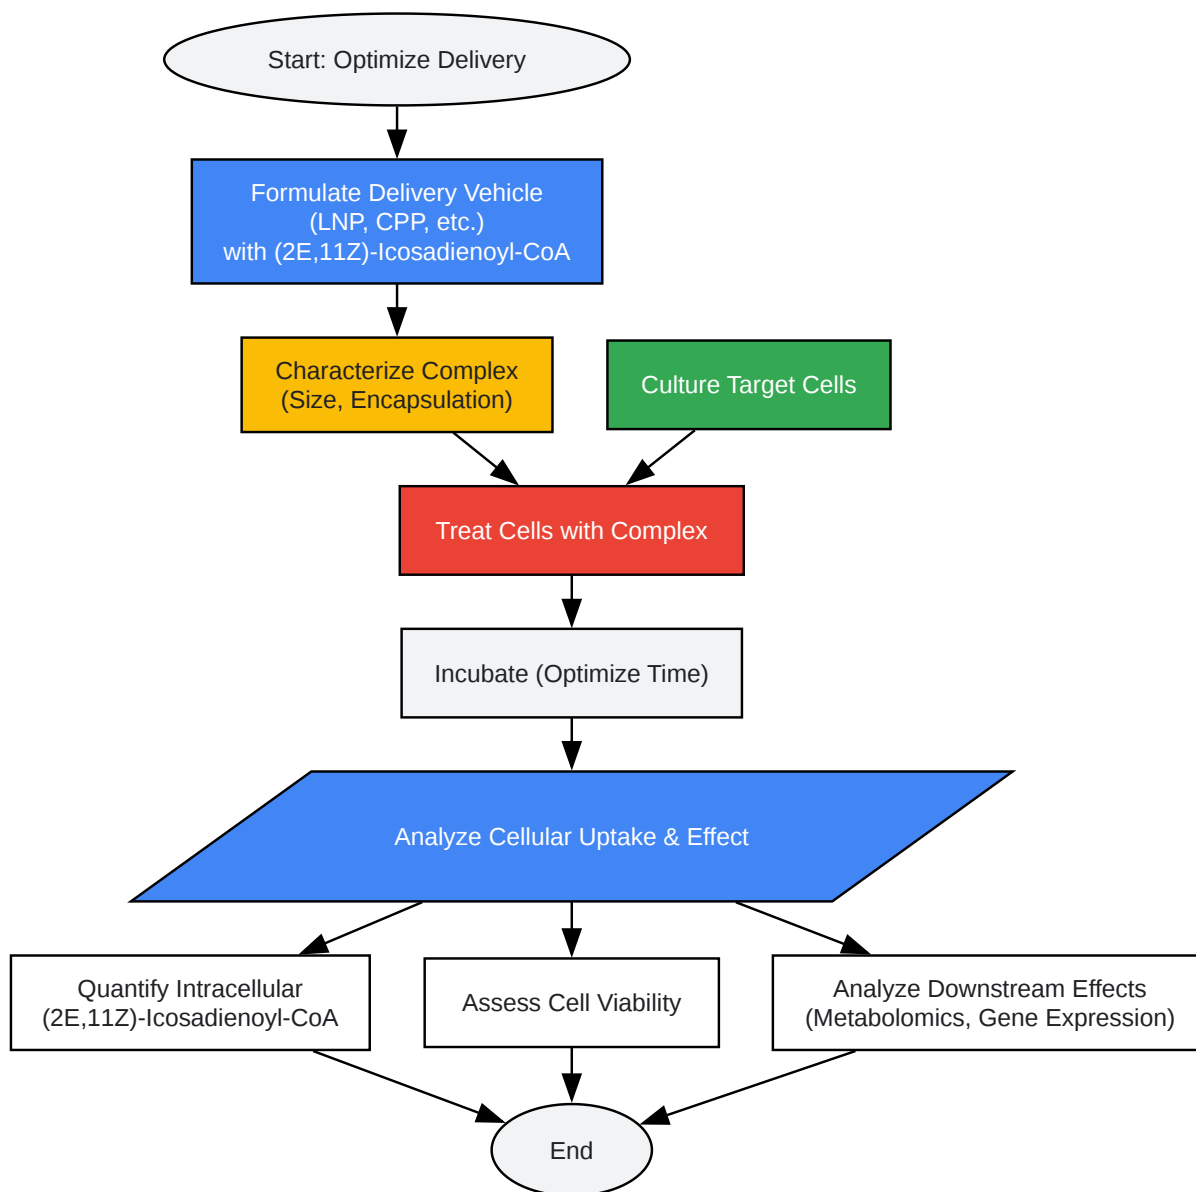 Start: Optimize Delivery
Formulate Delivery Vehicle
(LNP, CPP, etc.)
with (2E,11Z)-Icosadienoyl-CoA
Characterize Complex
(Size, Encapsulation)
Culture Target Cells
Treat Cells with Complex
Incubate (Optimize Time)
Analyze Cellular Uptake & Effect
Quantify Intracellular
(2E,11Z)-Icosadienoyl-CoA
Assess Cell Viability
Analyze Downstream Effects
(Metabolomics, Gene Expression)
End